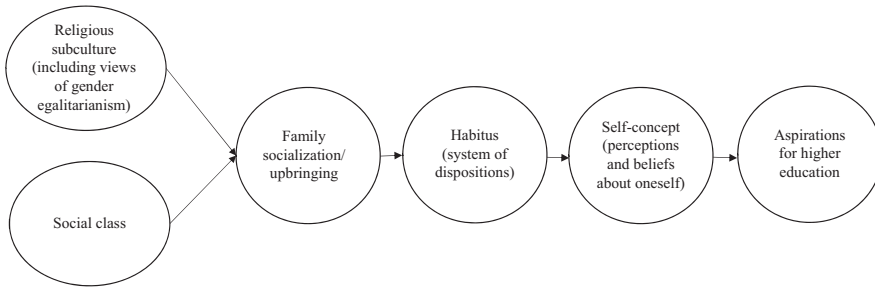 Religious
subculture
(including views
of gender
egalitarianism)
Social class
Family
socialization/
upbringing
Habitus
(system of
dispositions)
Self-concept
(perceptions
and beliefs
about oneself)
Aspirations
for higher
education